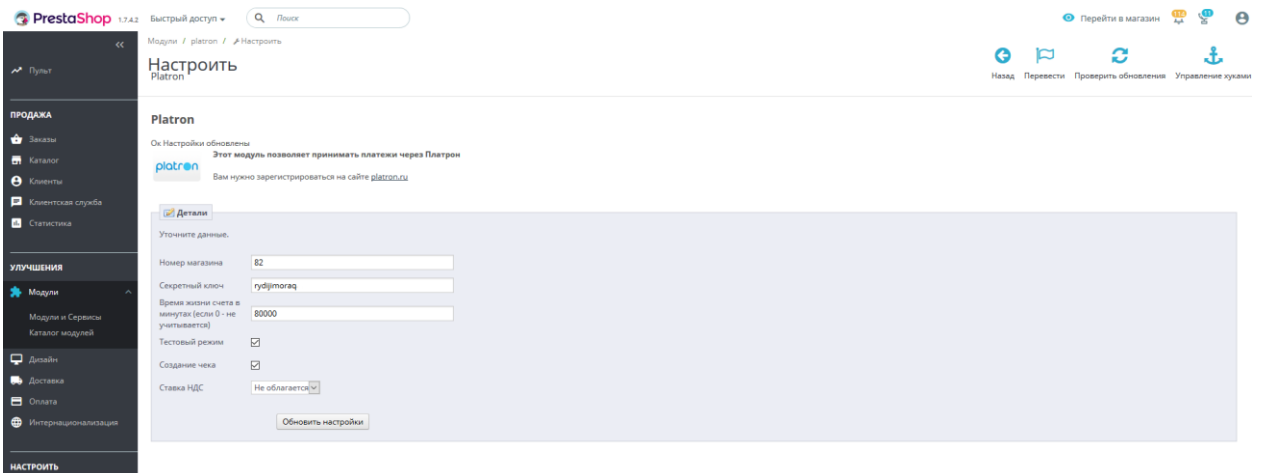 PrestaShop 1.7.4.2 Быстрый доступ Поиск Перейти в магазин 114 11
Модули / platron / Настроить
Настроить
Platron
Назад Перевести Проверить обновления Управление хуками
Пульт
ПРОДАЖА
Заказы
Каталог
Клиенты
Клиентская служба
Статистика
УЛУЧШЕНИЯ
Модули
Модули и Сервисы
Каталог модулей
Дизайн
Доставка
Оплата
Интернационализация
НАСТРОИТЬ
Platron
Ок Настройки обновлены
platron
Этот модуль позволяет принимать платежи через Платрон
Вам нужно зарегистрироваться на сайте platron.ru
Детали
Уточните данные.
Номер магазина 82
Секретный ключ rydijimoraq
Время жизни счета в
минутах (если 0 - не 80000
учитывается)
Тестовый режим
Создание чека
Ставка НДС Не облагается
Обновить настройки